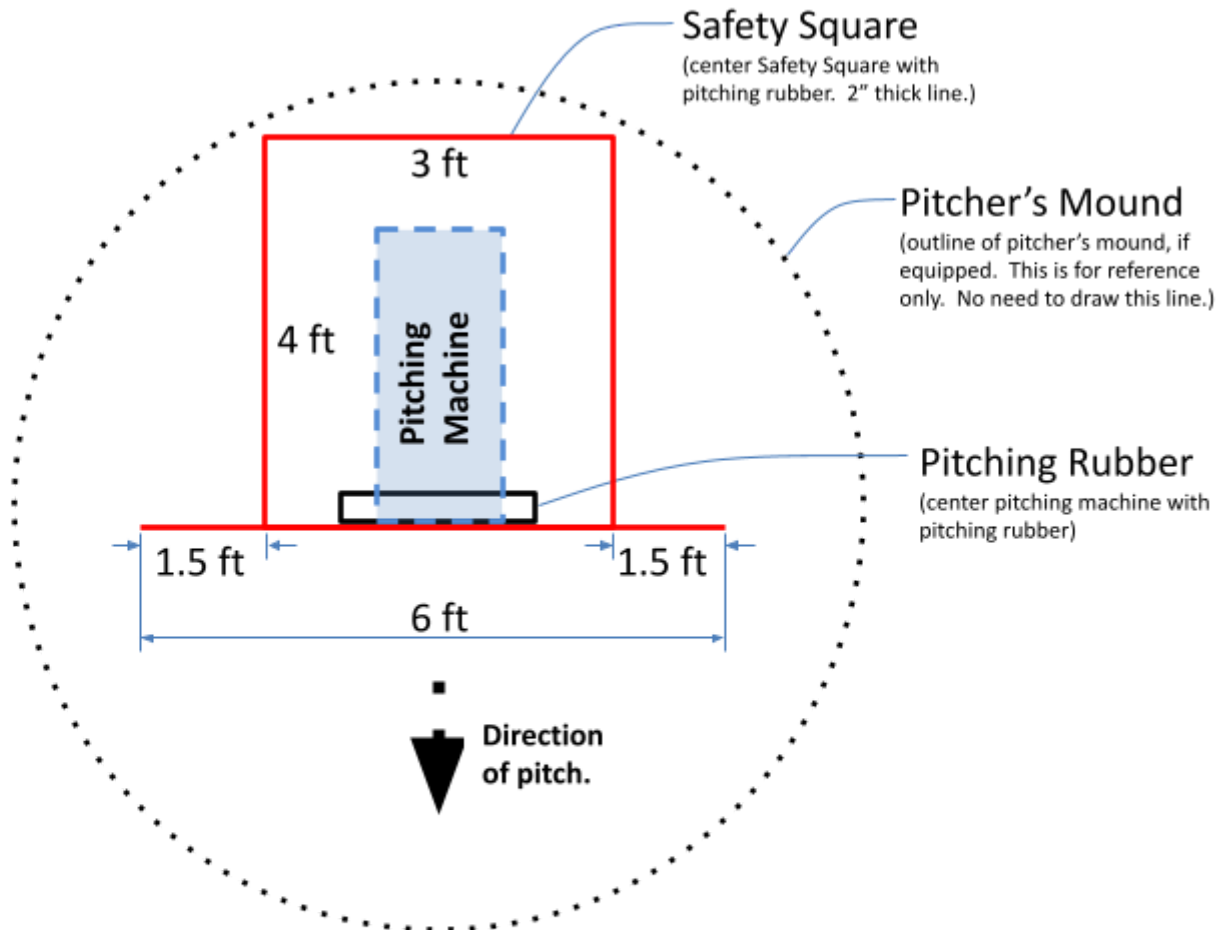 Safety Square
(center Safety Square with
pitching rubber.  2” thick line.)
3 ft
Pitcher’s Mound
(outline of pitcher’s mound, if
equipped.  This is for reference
only.  No need to draw this line.)
4 ft
Pitching
Machine
Pitching Rubber
(center pitching machine with
pitching rubber)
1.5 ft
1.5 ft
6 ft
Direction
of pitch.